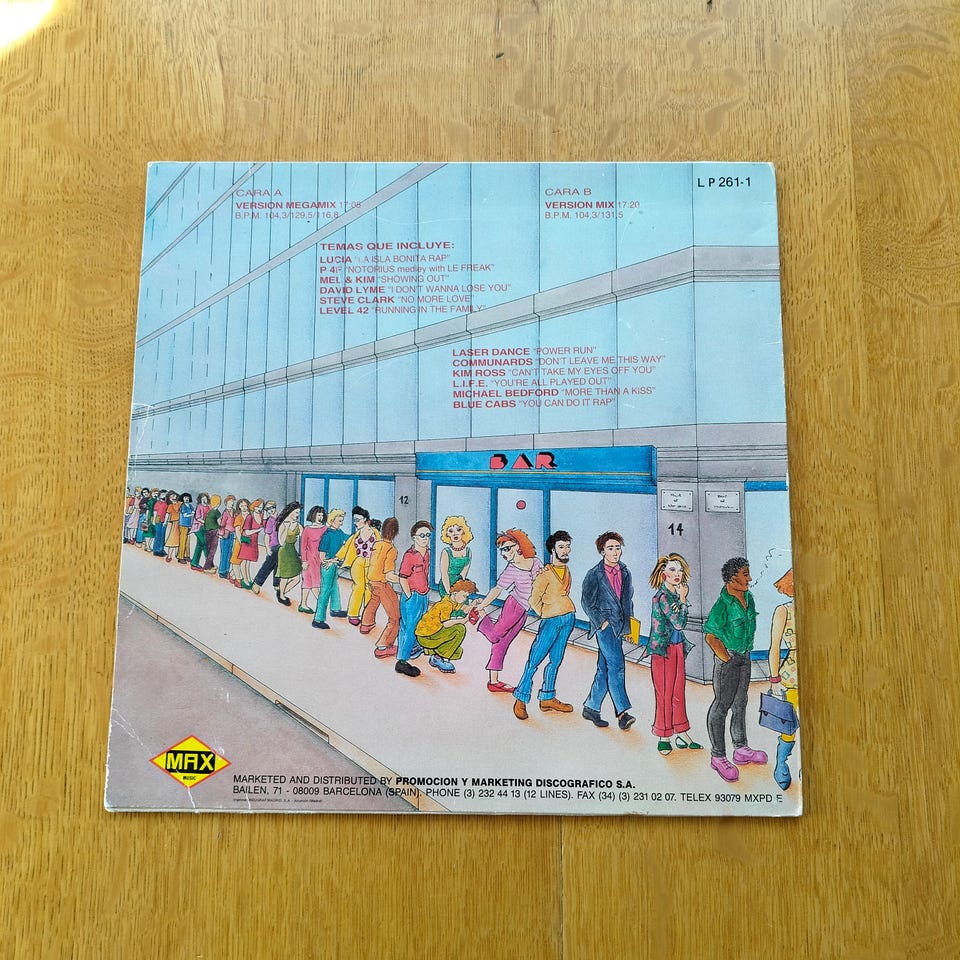 L P 261-1
CARA A
VERSION MEGAMIX 17:08
B.P.M. 104,3/129,5/116,8
CARA B
VERSION MIX 17:20
B.P.M. 104,3/131,5
TEMAS QUE INCLUYE:
LUCIA "LA ISLA BONITA RAP"
P 4F "NOTORIUS medley with LE FREAK"
MEL & KIM "SHOWING OUT"
DAVID LYME "I DON'T WANNA LOSE YOU"
STEVE CLARK "NO MORE LOVE"
LEVEL 42 "RUNNING IN THE FAMILY"
LASER DANCE "POWER RUN"
COMMUNARDS "DON'T LEAVE ME THIS WAY"
KIM ROSS "CAN'T TAKE MY EYES OFF YOU"
L.I.F.E. "YOU'RE ALL PLAYED OUT"
MICHAEL BEDFORD "MORE THAN A KISS"
BLUE CABS "YOU CAN DO IT RAP"
BAR
12
14
MAX
MUSIC
MARKETED AND DISTRIBUTED BY PROMOCION Y MARKETING DISCOGRAFICO S.A.
BAILEN, 71 - 08009 BARCELONA (SPAIN). PHONE (3) 232 44 13 (12 LINES). FAX (34) (3) 231 02 07. TELEX 93079 MXPD E